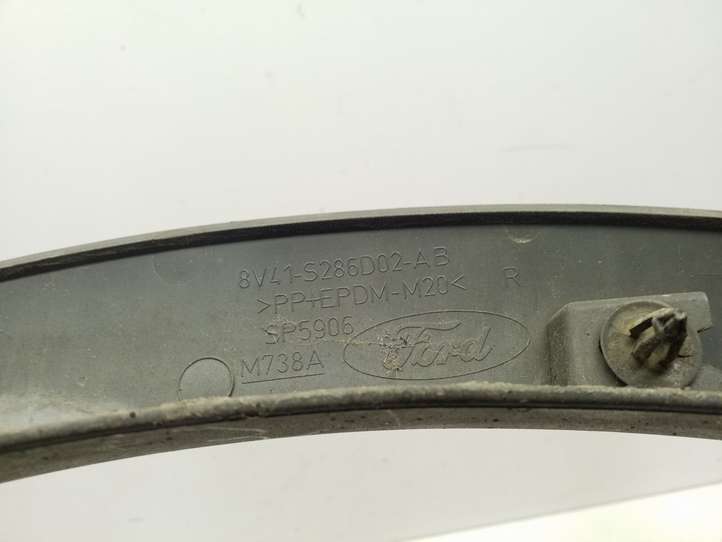 8V41-S286D02-AB
>PP+EPDM-M20<
R
SP5906
M738A
Ford